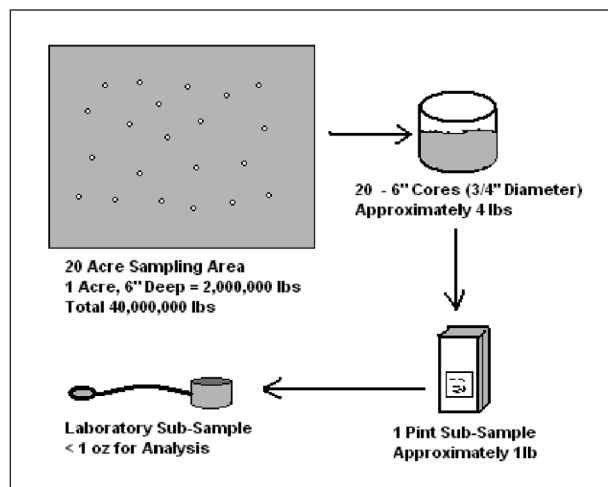 20 - 6" Cores (3/4" Diameter)
Approximately 4 lbs
20 Acre Sampling Area
1 Acre, 6" Deep = 2,000,000 lbs
Total 40,000,000 lbs
1 Pint Sub-Sample
Approximately 1lb
Laboratory Sub-Sample
< 1 oz for Analysis